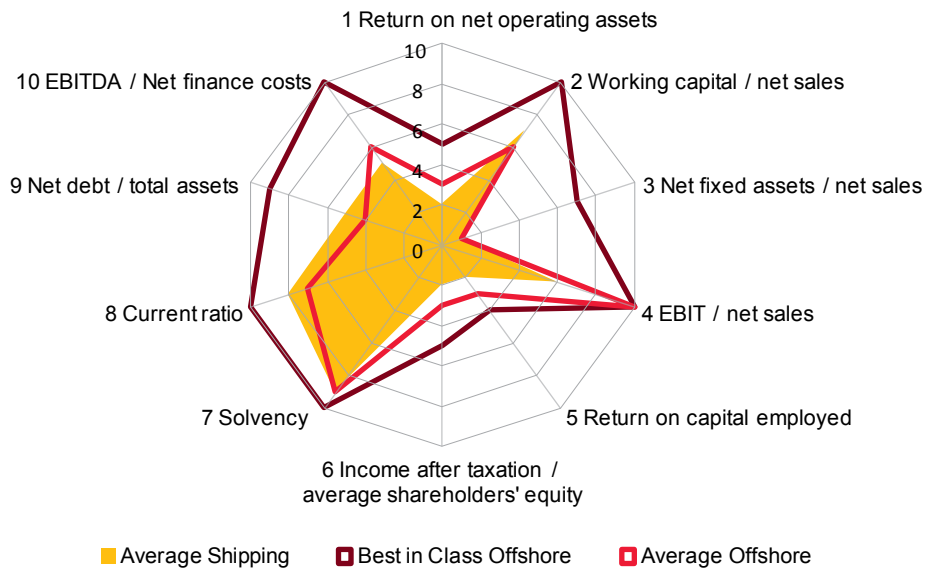 1 Return on net operating assets
10
10 EBITDA / Net finance costs
2 Working capital / net sales
8
6
9 Net debt / total assets
4
3 Net fixed assets / net sales
2
0
8 Current ratio
4 EBIT / net sales
7 Solvency
5 Return on capital employed
6 Income after taxation /
average shareholders' equity
Average Shipping
Best in Class Offshore
Average Offshore